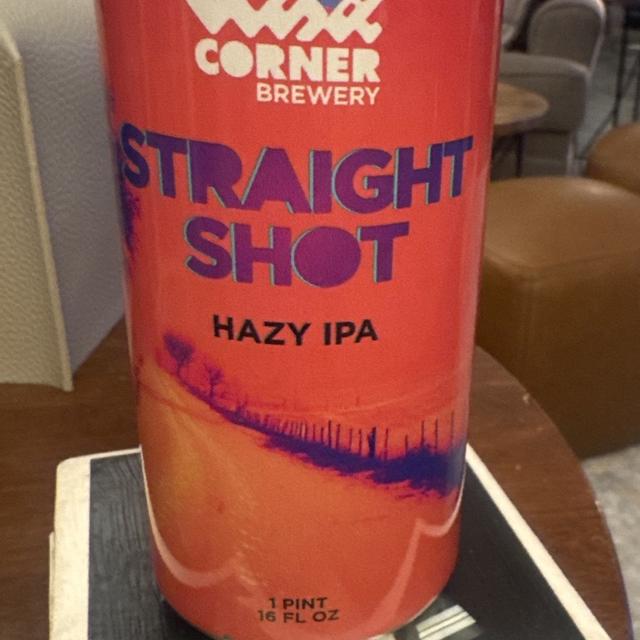 CORNER
BREWERY
STRAIGHT
SHOT
HAZY IPA
1 PINT
16 FL OZ